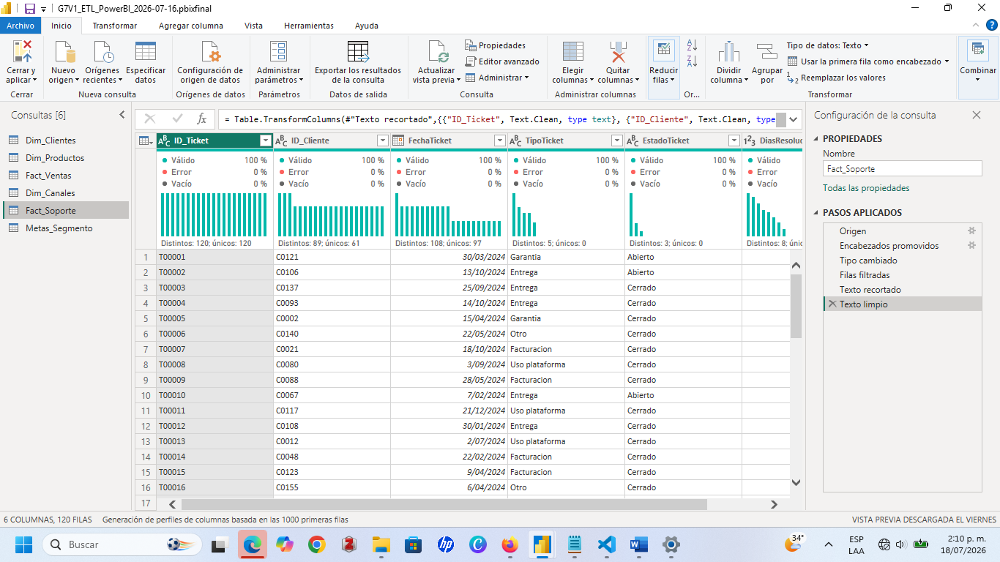 G7V1_ETL_PowerBI_2026-07-16.pbixfinal
Archivo Inicio Transformar Agregar columna Vista Herramientas Ayuda
Cerrar y aplicar
Nuevo origen
Orígenes recientes
Especificar datos
Configuración de origen de datos
Administrar parámetros
Exportar los resultados de la consulta
Actualizar vista previa
Propiedades
Editor avanzado
Administrar
Elegir columnas
Quitar columnas
Reducir filas
Dividir columna
Agrupar por
Tipo de datos: Texto
Usar la primera fila como encabezado
Reemplazar los valores
Combinar
Cerrar Nueva consulta Orígenes de datos Parámetros Datos de salida Consulta Administrar columnas Or... Transformar
Consultas [6]
Dim_Clientes
Dim_Productos
Fact_Ventas
Dim_Canales
Fact_Soporte
Metas_Segmento
fx = Table.TransformColumns(#"Texto recortado",{{"ID_Ticket", Text.Clean, type text}, {"ID_Cliente", Text.Clean, type
ID_Ticket ID_Cliente FechaTicket TipoTicket EstadoTicket DiasResoluc
Válido 100 % Válido 100 % Válido 100 % Válido 100 % Válido 100 % Válido
Error 0 % Error 0 % Error 0 % Error 0 % Error 0 % Error
Vacío 0 % Vacío 0 % Vacío 0 % Vacío 0 % Vacío 0 % Vacío
Distintos: 120; únicos: 120 Distintos: 89; únicos: 61 Distintos: 108; únicos: 97 Distintos: 5; únicos: 0 Distintos: 3; únicos: 0 Distintos: 8; únic
1 T00001 C0121 30/03/2024 Garantia Abierto
2 T00002 C0106 13/10/2024 Entrega Abierto
3 T00003 C0137 25/09/2024 Entrega Cerrado
4 T00004 C0093 14/10/2024 Entrega Cerrado
5 T00005 C0002 15/04/2024 Garantia Cerrado
6 T00006 C0140 22/05/2024 Otro Cerrado
7 T00007 C0021 18/10/2024 Facturacion Cerrado
8 T00008 C0080 3/09/2024 Uso plataforma Cerrado
9 T00009 C0088 28/05/2024 Facturacion Cerrado
10 T00010 C0067 7/02/2024 Entrega Abierto
11 T00011 C0117 21/12/2024 Uso plataforma Cerrado
12 T00012 C0108 30/01/2024 Entrega Cerrado
13 T00013 C0012 2/07/2024 Uso plataforma Cerrado
14 T00014 C0048 22/02/2024 Facturacion Cerrado
15 T00015 C0123 9/04/2024 Facturacion Cerrado
16 T00016 C0155 6/04/2024 Otro Cerrado
17
Configuración de la consulta
PROPIEDADES
Nombre
Fact_Soporte
Todas las propiedades
PASOS APLICADOS
Origen
Encabezados promovidos
Tipo cambiado
Filas filtradas
Texto recortado
Texto limpio
6 COLUMNAS, 120 FILAS Generación de perfiles de columnas basada en las 1000 primeras filas VISTA PREVIA DESCARGADA EL VIERNES
Buscar
34°
ESP
LAA
2:10 p. m.
18/07/2026